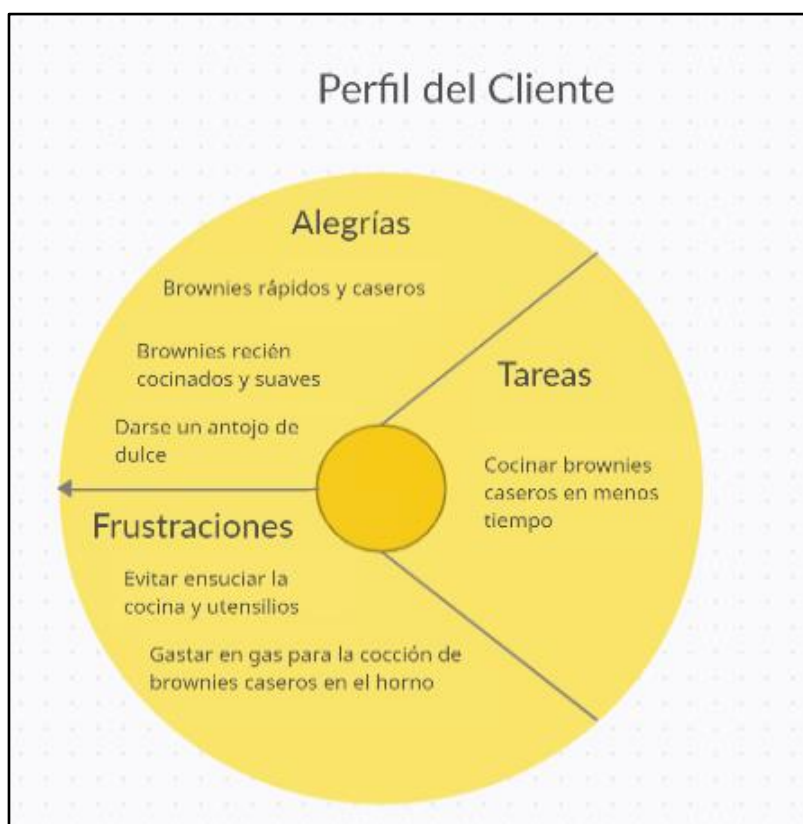 Perfil del Cliente
Alegrías
Brownies rápidos y caseros
Brownies recién
cocinados y suaves
Darse un antojo de
dulce
Tareas
Cocinar brownies
caseros en menos
tiempo
Frustraciones
Evitar ensuciar la
cocina y utensilios
Gastar en gas para la cocción de
brownies caseros en el horno